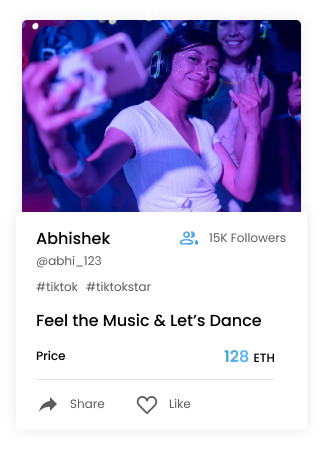 Abhishek
15K Followers
@abhi_123
#tiktok #tiktokstar
Feel the Music & Let’s Dance
Price 128 ETH
Share Like